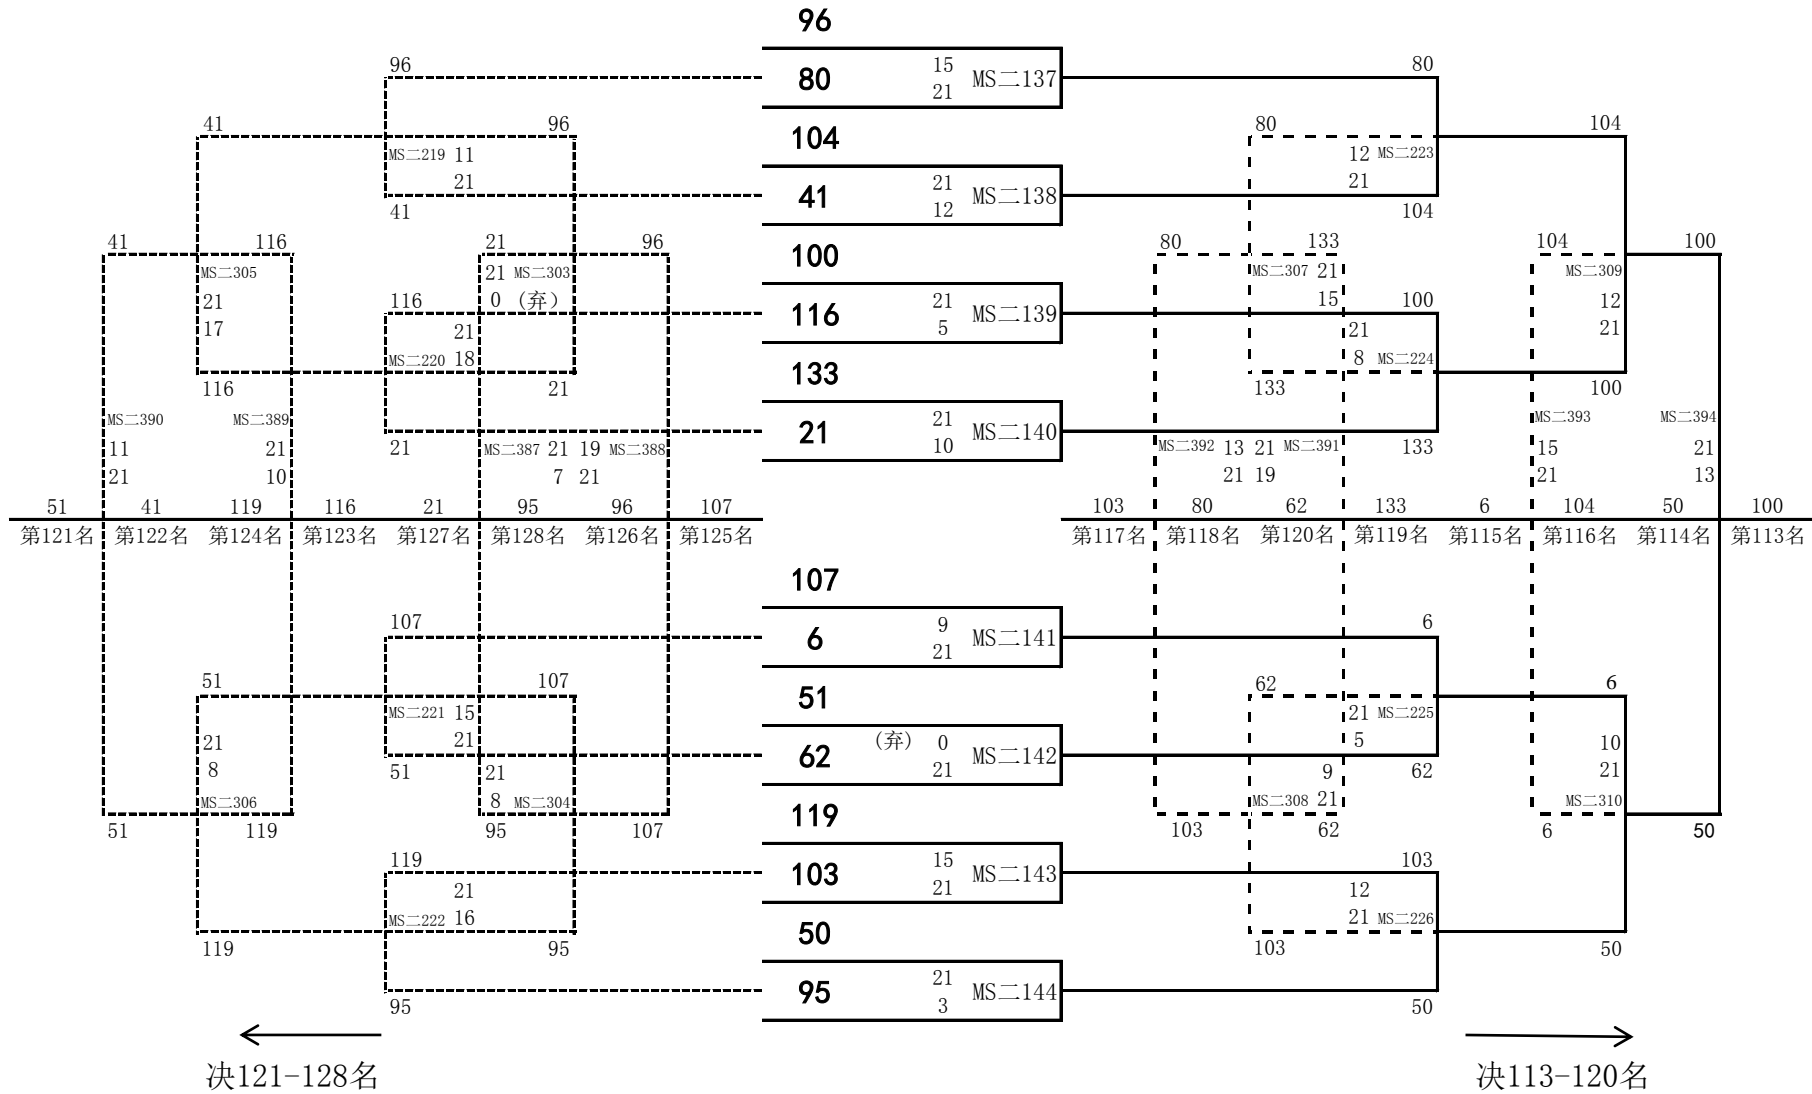 96
96 15 80
80 MS二137
21
104
41 96 80 104
MS二219 11 12 MS二223
21 21 21
41 MS二138
41 12 104
41 116 21 96 100 80 133 104 100
MS二305 21 MS二303 MS二307 21 MS二309
21 116 0 (弃) 116 21 MS二139 15 100 12
17 21 5 21 21
MS二220 18 8 MS二224
116 21 133 133 100
MS二390 MS二389 21 MS二393 MS二394
11 21 21 MS二387 21 19 MS二388 21 MS二140 MS二392 13 21 MS二391 133 15 21
21 10 7 21 10 21 19 21 13
51 41 119 116 21 95 96 107 103 80 62 133 6 104 50 100
第121名 第122名 第124名 第123名 第127名 第128名 第126名 第125名 第117名 第118名 第120名 第119名 第115名 第116名 第114名 第113名
107
107 9 6
6 MS二141
21
51 107 51 62 6
MS二221 15 21 MS二225
21 21 (弃) 0 5 10
8 51 21 62 MS二142 9 62 21
MS二306 8 MS二304 21 MS二308 21 MS二310
51 119 95 107 119 103 62 6 50
119 15 103
21 103 MS二143 12
MS二222 16 21 21 MS二226
119 95 50 103 50
21
95 MS二144
95 3 50
决121-128名 决113-120名